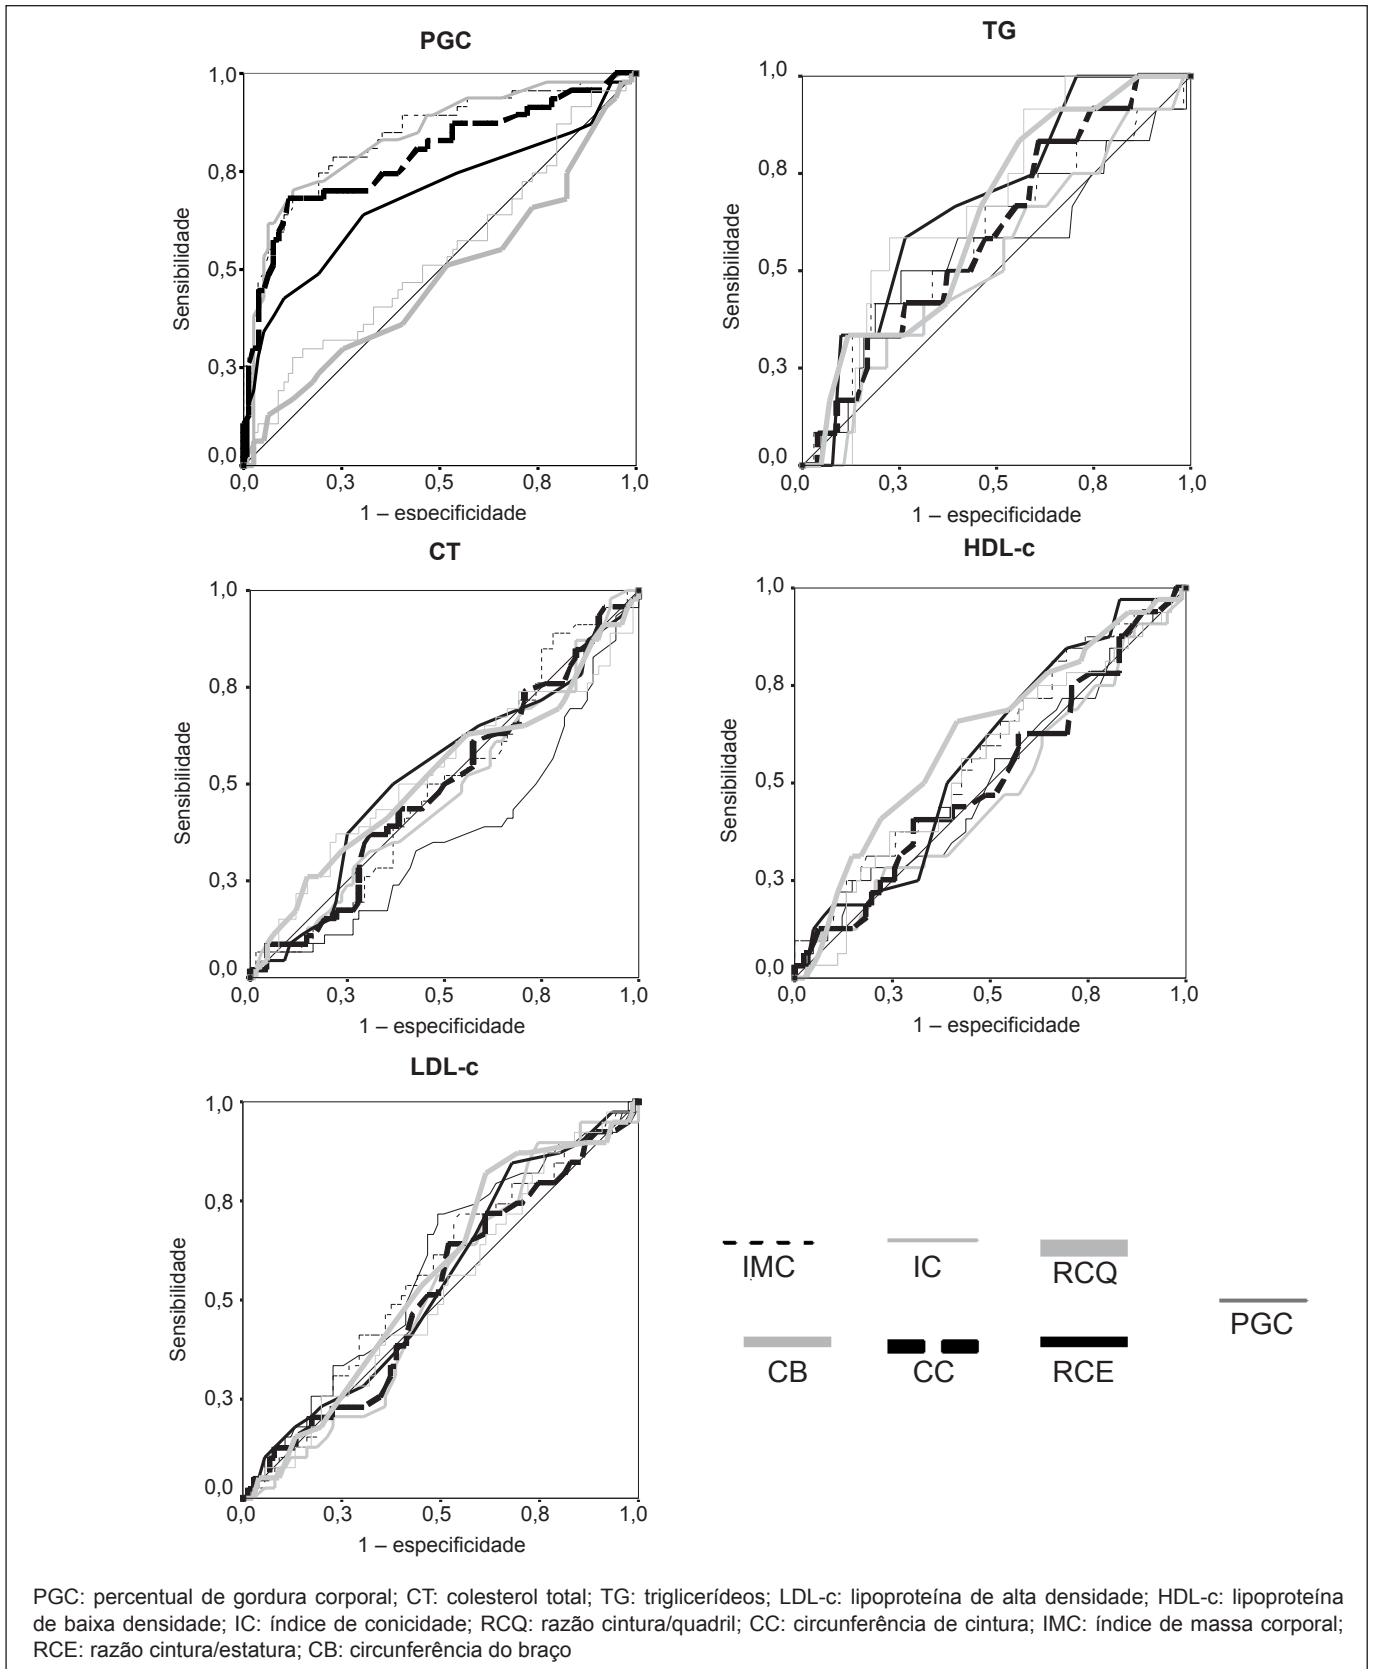 PGC
TG
1,0
0,8
0,5
0,3
0,0
Sensibilidade
0,0 0,3 0,5 0,8 1,0
1 – especificidade
1,0
0,8
0,5
0,3
0,0
Sensibilidade
0,0 0,3 0,5 0,8 1,0
1 – especificidade
CT
HDL-c
1,0
0,8
0,5
0,3
0,0
Sensibilidade
0,0 0,3 0,5 0,8 1,0
1 – especificidade
1,0
0,8
0,5
0,3
0,0
Sensibilidade
0,0 0,3 0,5 0,8 1,0
1 – especificidade
LDL-c
1,0
0,8
0,5
0,3
0,0
Sensibilidade
0,0 0,3 0,5 0,8 1,0
1 – especificidade
IMC IC RCQ
PGC
CB CC RCE
PGC: percentual de gordura corporal; CT: colesterol total; TG: triglicerídeos; LDL-c: lipoproteína de alta densidade; HDL-c: lipoproteína
de baixa densidade; IC: índice de conicidade; RCQ: razão cintura/quadril; CC: circunferência de cintura; IMC: índice de massa corporal;
RCE: razão cintura/estatura; CB: circunferência do braço